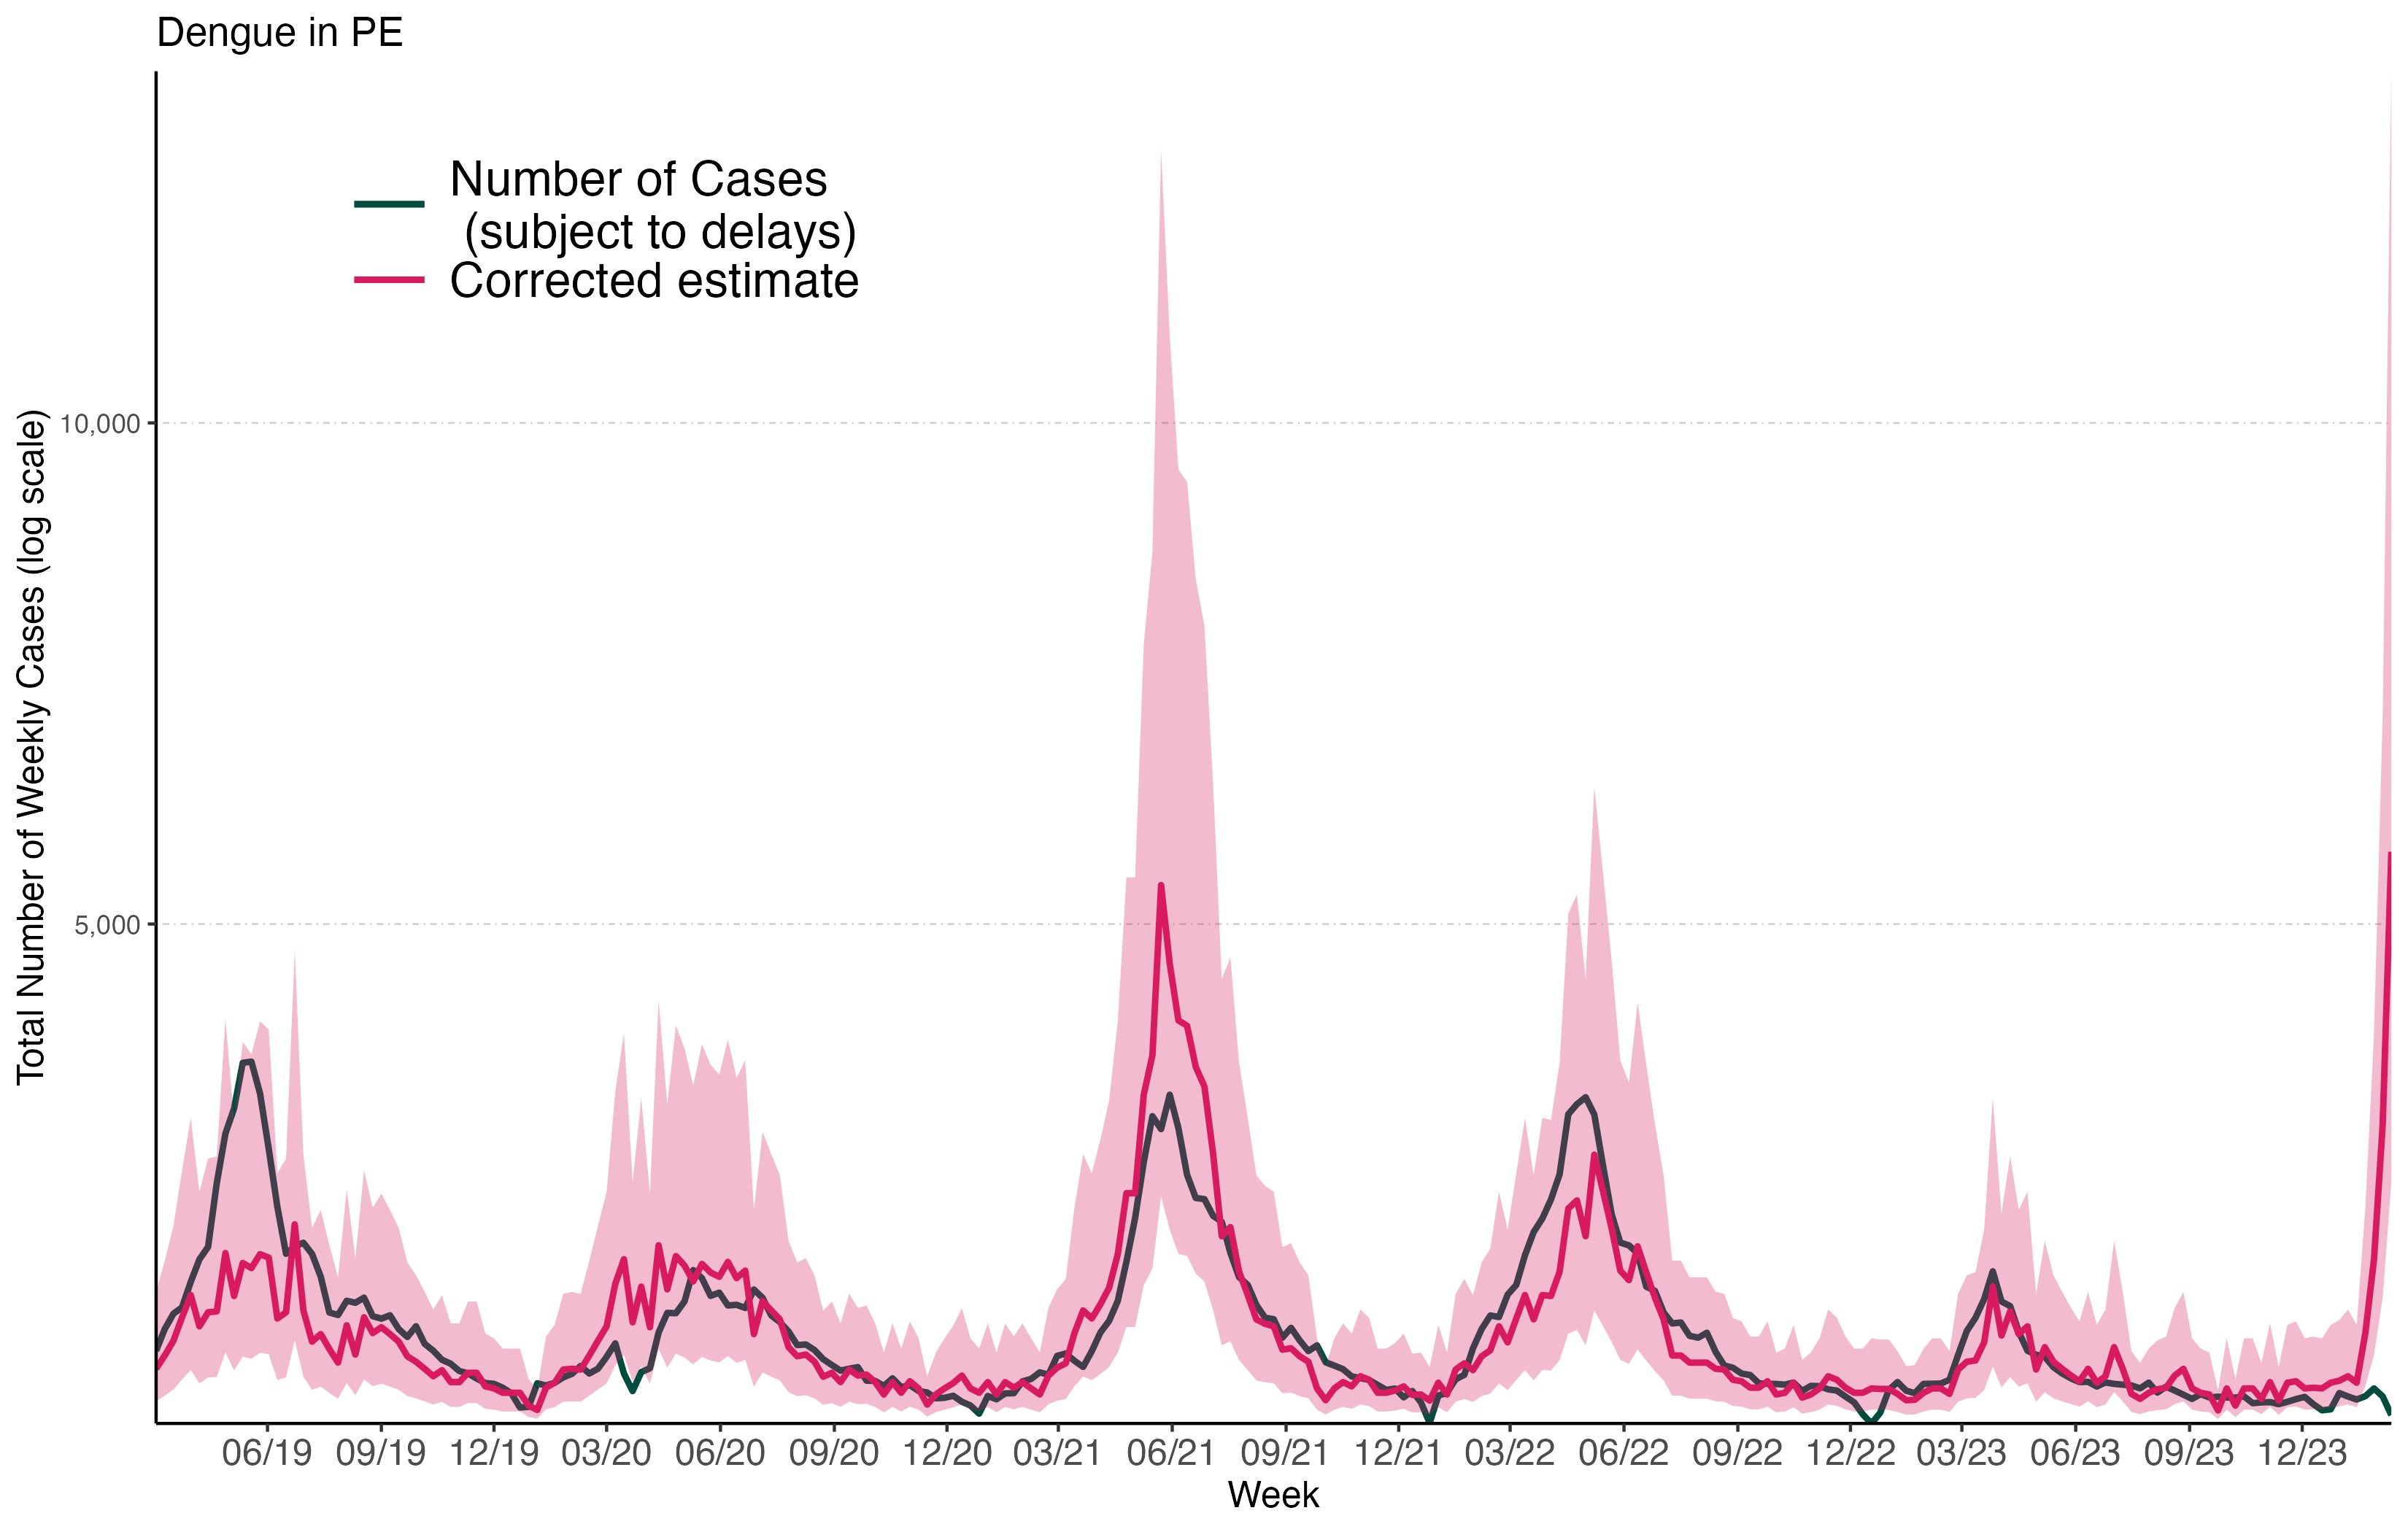 Dengue in PE
Number of Cases
(subject to delays)
Corrected estimate
Total Number of Weekly Cases (log scale)
10,000
5,000
06/19 09/19 12/19 03/20 06/20 09/20 12/20 03/21 06/21 09/21 12/21 03/22 06/22 09/22 12/22 03/23 06/23 09/23 12/23
Week